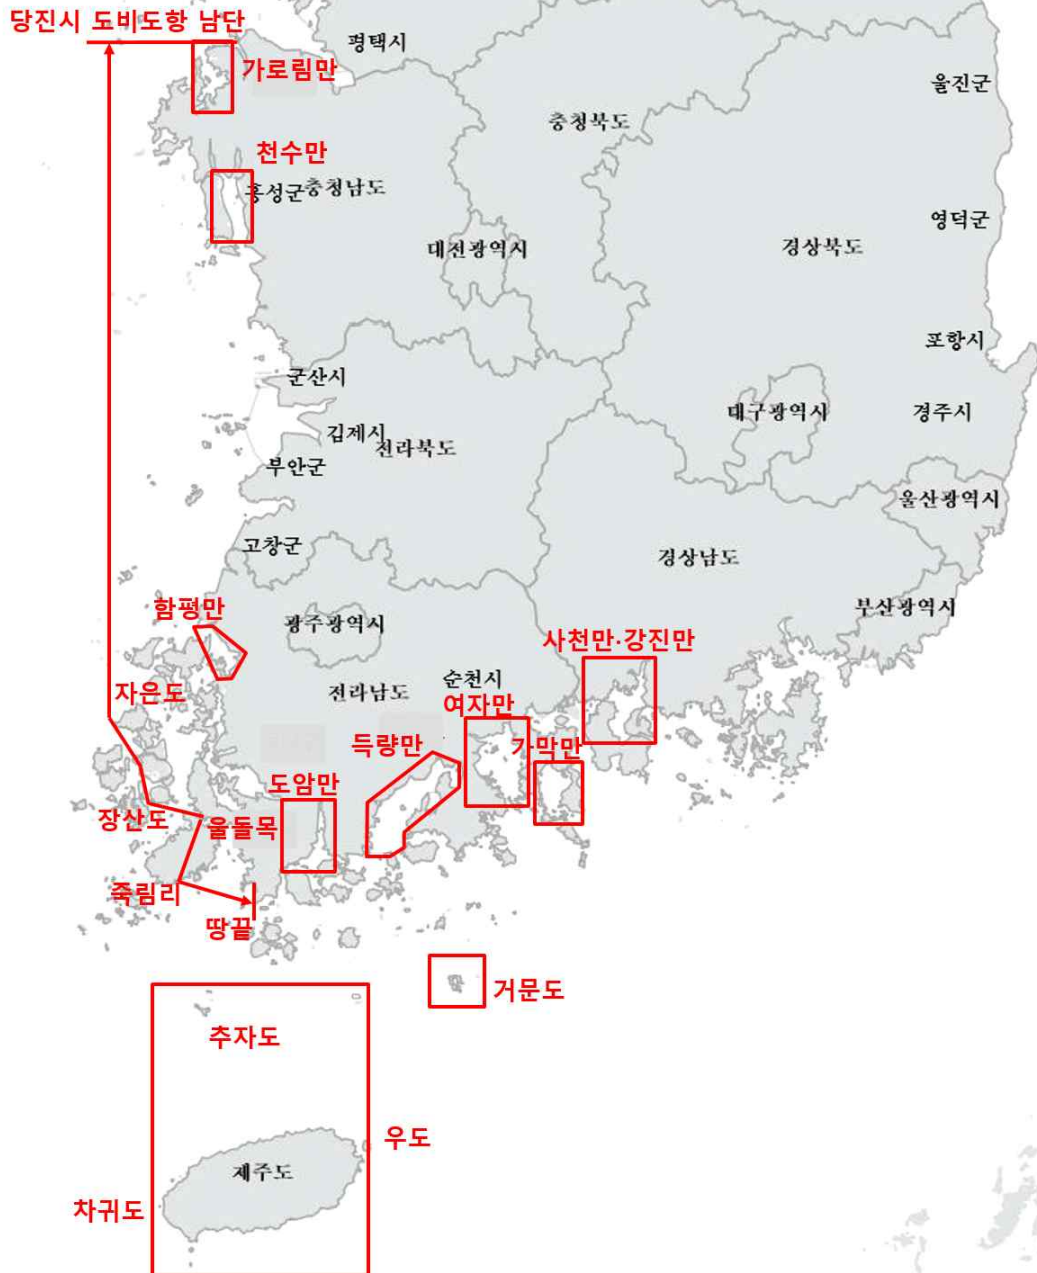 당진시 도비도항 남단
평택시
가로림만
울진군
충청북도
천수만
홍성군
충청남도
영덕군
대전광역시
경상북도
포항시
군산시
대구광역시
경주시
김제시
전라북도
부안군
울산광역시
고창군
경상남도
함평만
부산광역시
광주광역시
사천만·강진만
자은도
전라남도
순천시
여자만
득량만
가막만
도암만
장산도
울돌목
죽림리
땅끝
거문도
추자도
우도
제주도
차귀도